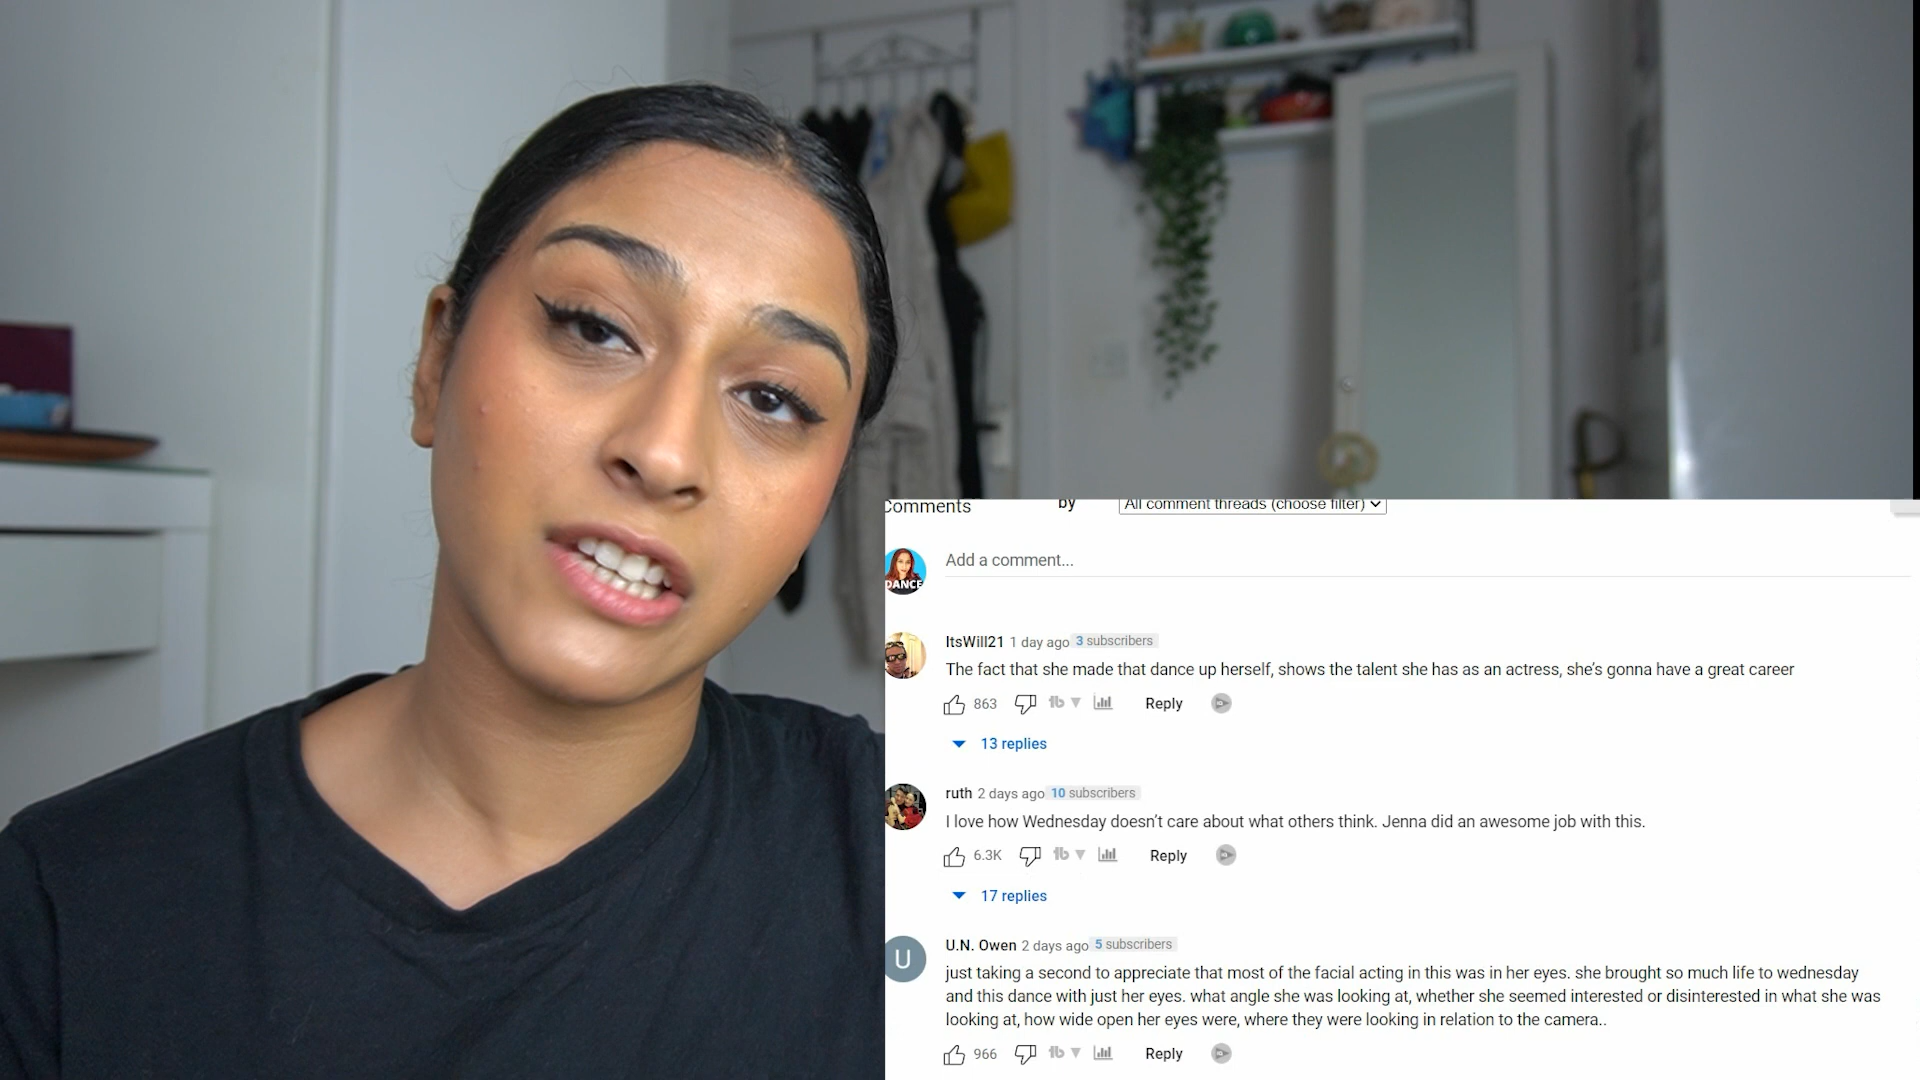 Comments
by
All comment threads (choose filter)
DANCE
Add a comment...
ItsWill21 1 day ago 3 subscribers
The fact that she made that dance up herself, shows the talent she has as an actress, she's gonna have a great career
863 tb Reply
13 replies
ruth 2 days ago 10 subscribers
I love how Wednesday doesn't care about what others think. Jenna did an awesome job with this.
6.3K tb Reply
17 replies
U
U.N. Owen 2 days ago 5 subscribers
just taking a second to appreciate that most of the facial acting in this was in her eyes. she brought so much life to wednesday
and this dance with just her eyes. what angle she was looking at, whether she seemed interested or disinterested in what she was
looking at, how wide open her eyes were, where they were looking in relation to the camera..
966 tb Reply